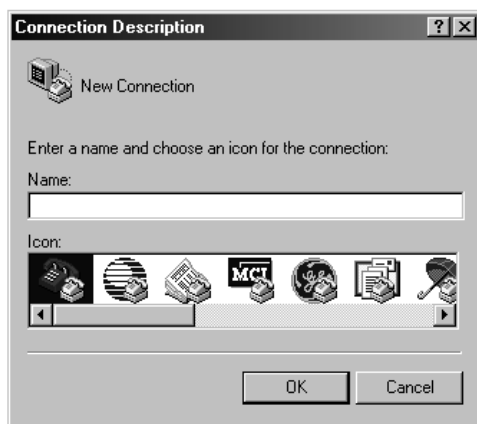 Connection Description
New Connection
Enter a name and choose an icon for the connection:
Name:
Icon:
MCI
OK
Cancel